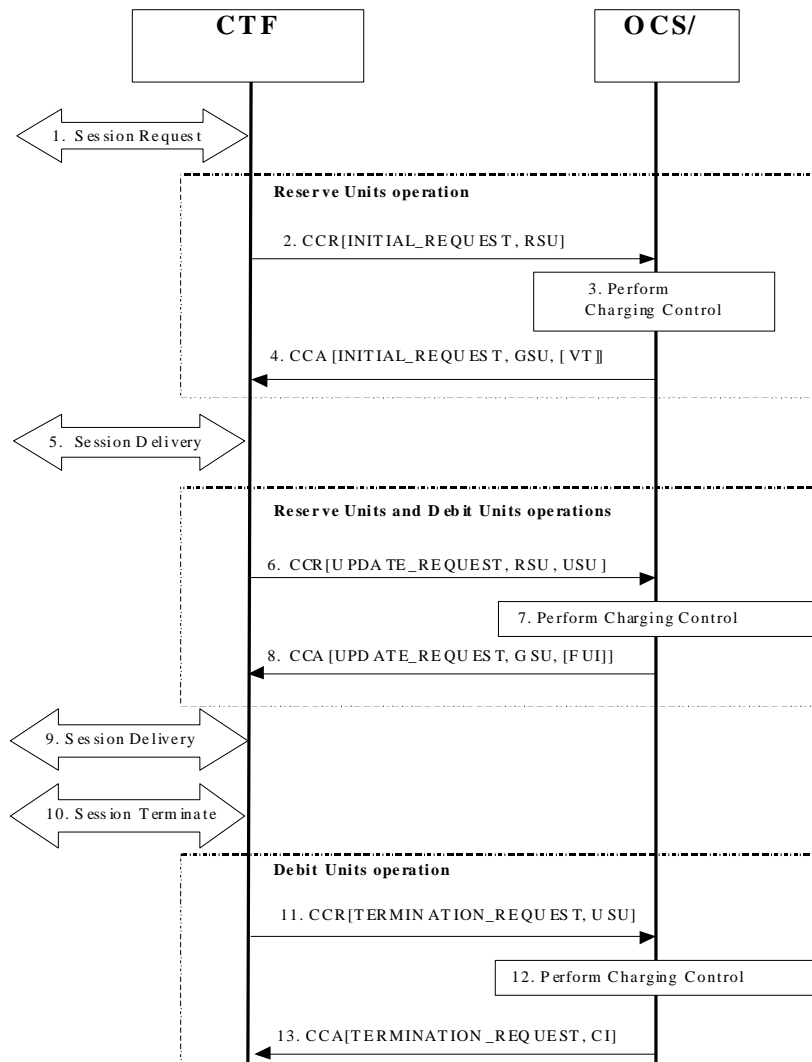 CTF
OCS/
1. Session Request
Reserve Units operation
2. CCR[INITIAL_REQUEST, RSU]
3. Perform
Charging Control
4. CCA [INITIAL_REQUEST, GSU, [VT]]
5. Session Delivery
Reserve Units and Debit Units operations
6. CCR[UPDATE_REQUEST, RSU, USU]
7. Perform Charging Control
8. CCA [UPDATE_REQUEST, GSU, [FUI]]
9. Session Delivery
10. Session Terminate
Debit Units operation
11. CCR[TERMINATION_REQUEST, USU]
12. Perform Charging Control
13. CCA[TERMINATION_REQUEST, CI]